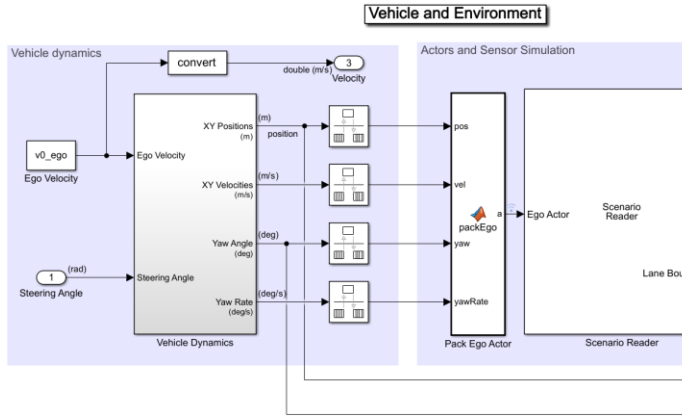 Vehicle and Environment
Vehicle dynamics
convert
double (m/s)
3
Velocity
v0_ego
Ego Velocity
1
(rad)
Steering Angle
Ego Velocity
Steering Angle
XY Positions
(m)
XY Velocities
(m/s)
Yaw Angle
(deg)
Yaw Rate
(deg/s)
Vehicle Dynamics
(m)
position
(m/s)
(deg)
(deg/s)
Actors and Sensor Simulation
pos
vel
yaw
yawRate
packEgo
a
Pack Ego Actor
Ego Actor
Scenario
Reader
Lane Bou
Scenario Reader